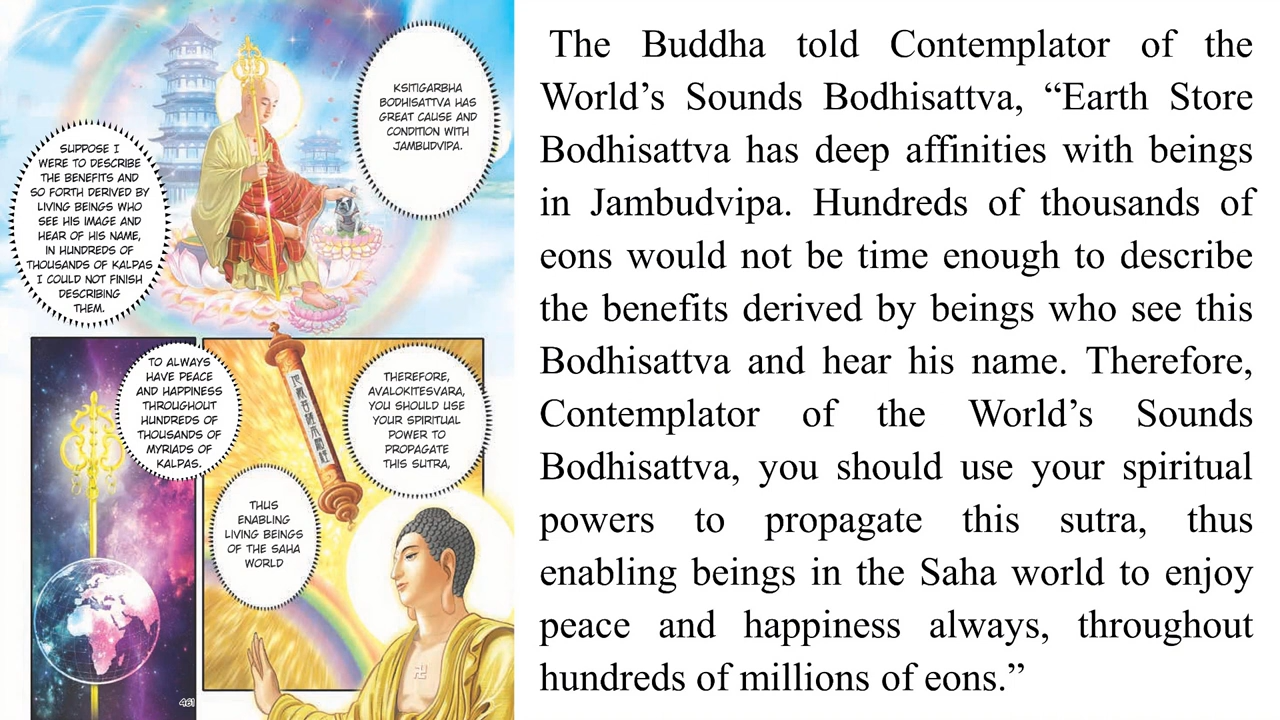 KSITIGARBHA
BODHISATTVA HAS
GREAT CAUSE AND
CONDITION WITH
JAMBUDVIPA.
SUPPOSE I
WERE TO DESCRIBE
THE BENEFITS AND
SO FORTH DERIVED BY
LIVING BEINGS WHO
SEE HIS IMAGE AND
HEAR OF HIS NAME,
IN HUNDREDS OF
THOUSANDS OF KALPAS
I COULD NOT FINISH
DESCRIBING
THEM.
THEREFORE,
AVALOKITESVARA,
YOU SHOULD USE
YOUR SPIRITUAL
POWER TO
PROPAGATE
THIS SUTRA,
THUS
ENABLING
LIVING BEINGS
OF THE SAHA
WORLD
TO ALWAYS
HAVE PEACE
AND HAPPINESS
THROUGHOUT
HUNDREDS OF
THOUSANDS OF
MYRIADS OF
KALPAS.
卍
461
The Buddha told Contemplator of the
World’s Sounds Bodhisattva, “Earth Store
Bodhisattva has deep affinities with beings
in Jambudvipa. Hundreds of thousands of
eons would not be time enough to describe
the benefits derived by beings who see this
Bodhisattva and hear his name. Therefore,
Contemplator of the World’s Sounds
Bodhisattva, you should use your spiritual
powers to propagate this sutra, thus
enabling beings in the Saha world to enjoy
peace and happiness always, throughout
hundreds of millions of eons.”